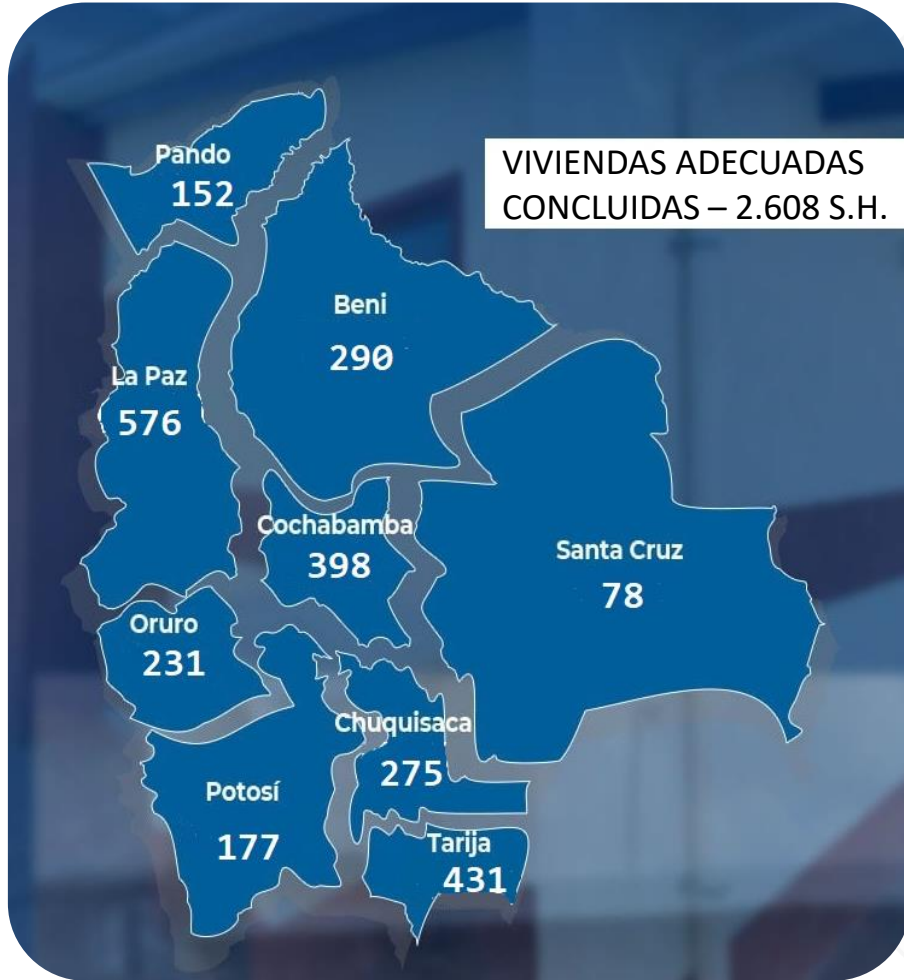 Pando
152
VIVIENDAS ADECUADAS
CONCLUIDAS – 2.608 S.H.
Beni
290
La Paz
576
Cochabamba
398
Santa Cruz
78
Oruro
231
Chuquisaca
275
Potosí
177
Tarija
431